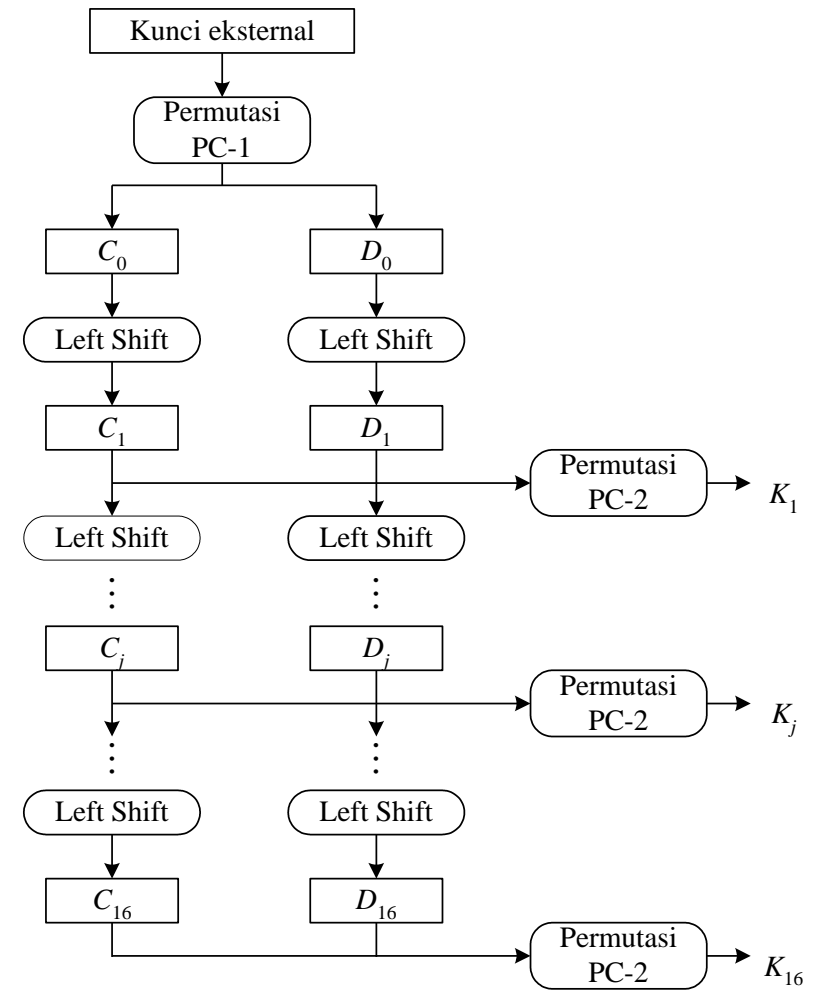 Kunci eksternal
Permutasi
PC-1
C0 D0
Left Shift Left Shift
C1 D1
Permutasi
PC-2
K1
Left Shift Left Shift
Cj Dj
Permutasi
PC-2
Kj
Left Shift Left Shift
C16 D16
Permutasi
PC-2
K16